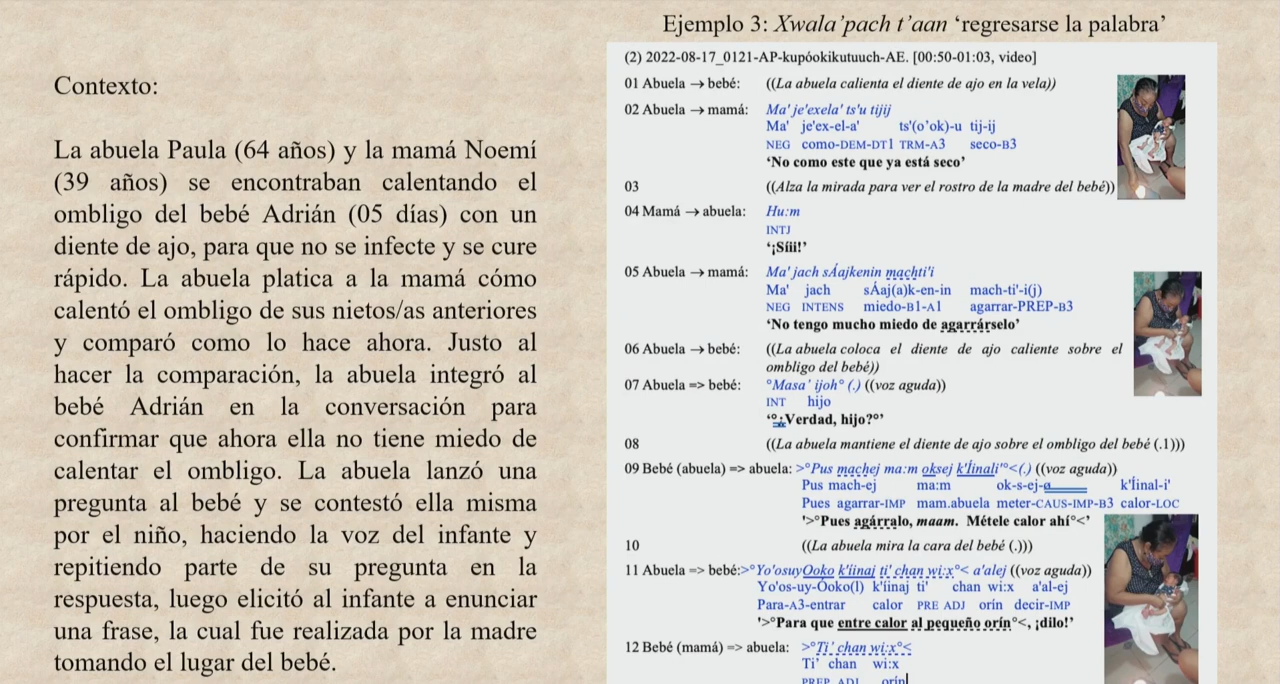 Contexto:
La abuela Paula (64 años) y la mamá Noemí
(39 años) se encontraban calentando el
ombligo del bebé Adrián (05 días) con un
diente de ajo, para que no se infecte y se cure
rápido. La abuela platica a la mamá cómo
calentó el ombligo de sus nietos/as anteriores
y comparó como lo hace ahora. Justo al
hacer la comparación, la abuela integró al
bebé Adrián en la conversación para
confirmar que ahora ella no tiene miedo de
calentar el ombligo. La abuela lanzó una
pregunta al bebé y se contestó ella misma
por el niño, haciendo la voz del infante y
repitiendo parte de su pregunta en la
respuesta, luego elicitó al infante a enunciar
una frase, la cual fue realizada por la madre
tomando el lugar del bebé.
Ejemplo 3: Xwala’pach t’aan ‘regresarse la palabra’
(2) 2022-08-17_0121-AP-kupóokikutuuch-AE. [00:50-01:03, video]
01 Abuela → bebé: ((La abuela calienta el diente de ajo en la vela))
02 Abuela → mamá: Ma' je'exela' ts'u tijij
Ma' je'ex-el-a' ts'(o’ok)-u tij-ij
NEG como-DEM-DT1 TRM-A3 seco-B3
‘No como este que ya está seco’
03 ((Alza la mirada para ver el rostro de la madre del bebé))
04 Mamá → abuela: Hu:m
INTJ
‘¡Síii!’
05 Abuela → mamá: Ma' jach sÁajkenin machti'i
Ma' jach sÁaj(a)k-en-in mach-ti'-i(j)
NEG INTENS miedo-B1-A1 agarrar-PREP-B3
‘No tengo mucho miedo de agarrárselo’
06 Abuela → bebé: ((La abuela coloca el diente de ajo caliente sobre el
ombligo del bebé))
07 Abuela => bebé: °Masa' ijoh° (.) ((voz aguda))
INT hijo
‘°¿Verdad, hijo?°’
08 ((La abuela mantiene el diente de ajo sobre el ombligo del bebé (.1)))
09 Bebé (abuela) => abuela: >°Pus machej ma:m oksej k'Íinali'°<(.) ((voz aguda))
Pus mach-ej ma:m ok-s-ej-ø k'Íinal-i'
Pues agarrar-IMP mam.abuela meter-CAUS-IMP-B3 calor-LOC
'>°Pues agárralo, maam. Métele calor ahí°<’
10 ((La abuela mira la cara del bebé (.)))
11 Abuela => bebé:>°Yo'osuyOoko k'íinaj ti' chan wi:x°< a'alej ((voz aguda))
Yo'os-uy-Óoko(l) k'íinaj ti' chan wi:x a'al-ej
Para-A3-entrar calor PRE ADJ orín decir-IMP
'>°Para que entre calor al pequeño orín°<, ¡dilo!’
12 Bebé (mamá) => abuela: >°Ti' chan wi:x°<
Ti' chan wi:x
PREP ADJ orín